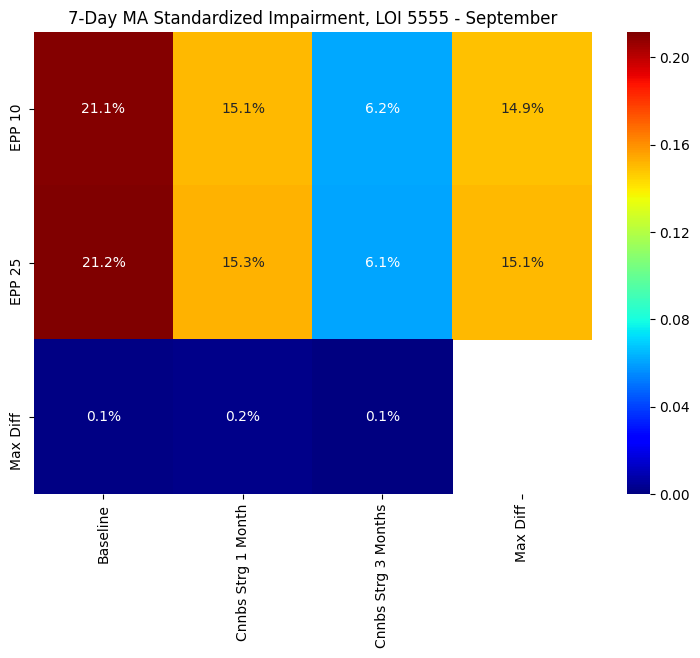 7-Day MA Standardized Impairment, LOI 5555 - September
EPP 10
21.1%
15.1%
6.2%
14.9%
EPP 25
21.2%
15.3%
6.1%
15.1%
Max Diff
0.1%
0.2%
0.1%
Baseline
Cnnbs Strg 1 Month
Cnnbs Strg 3 Months
Max Diff
0.20
0.16
0.12
0.08
0.04
0.00